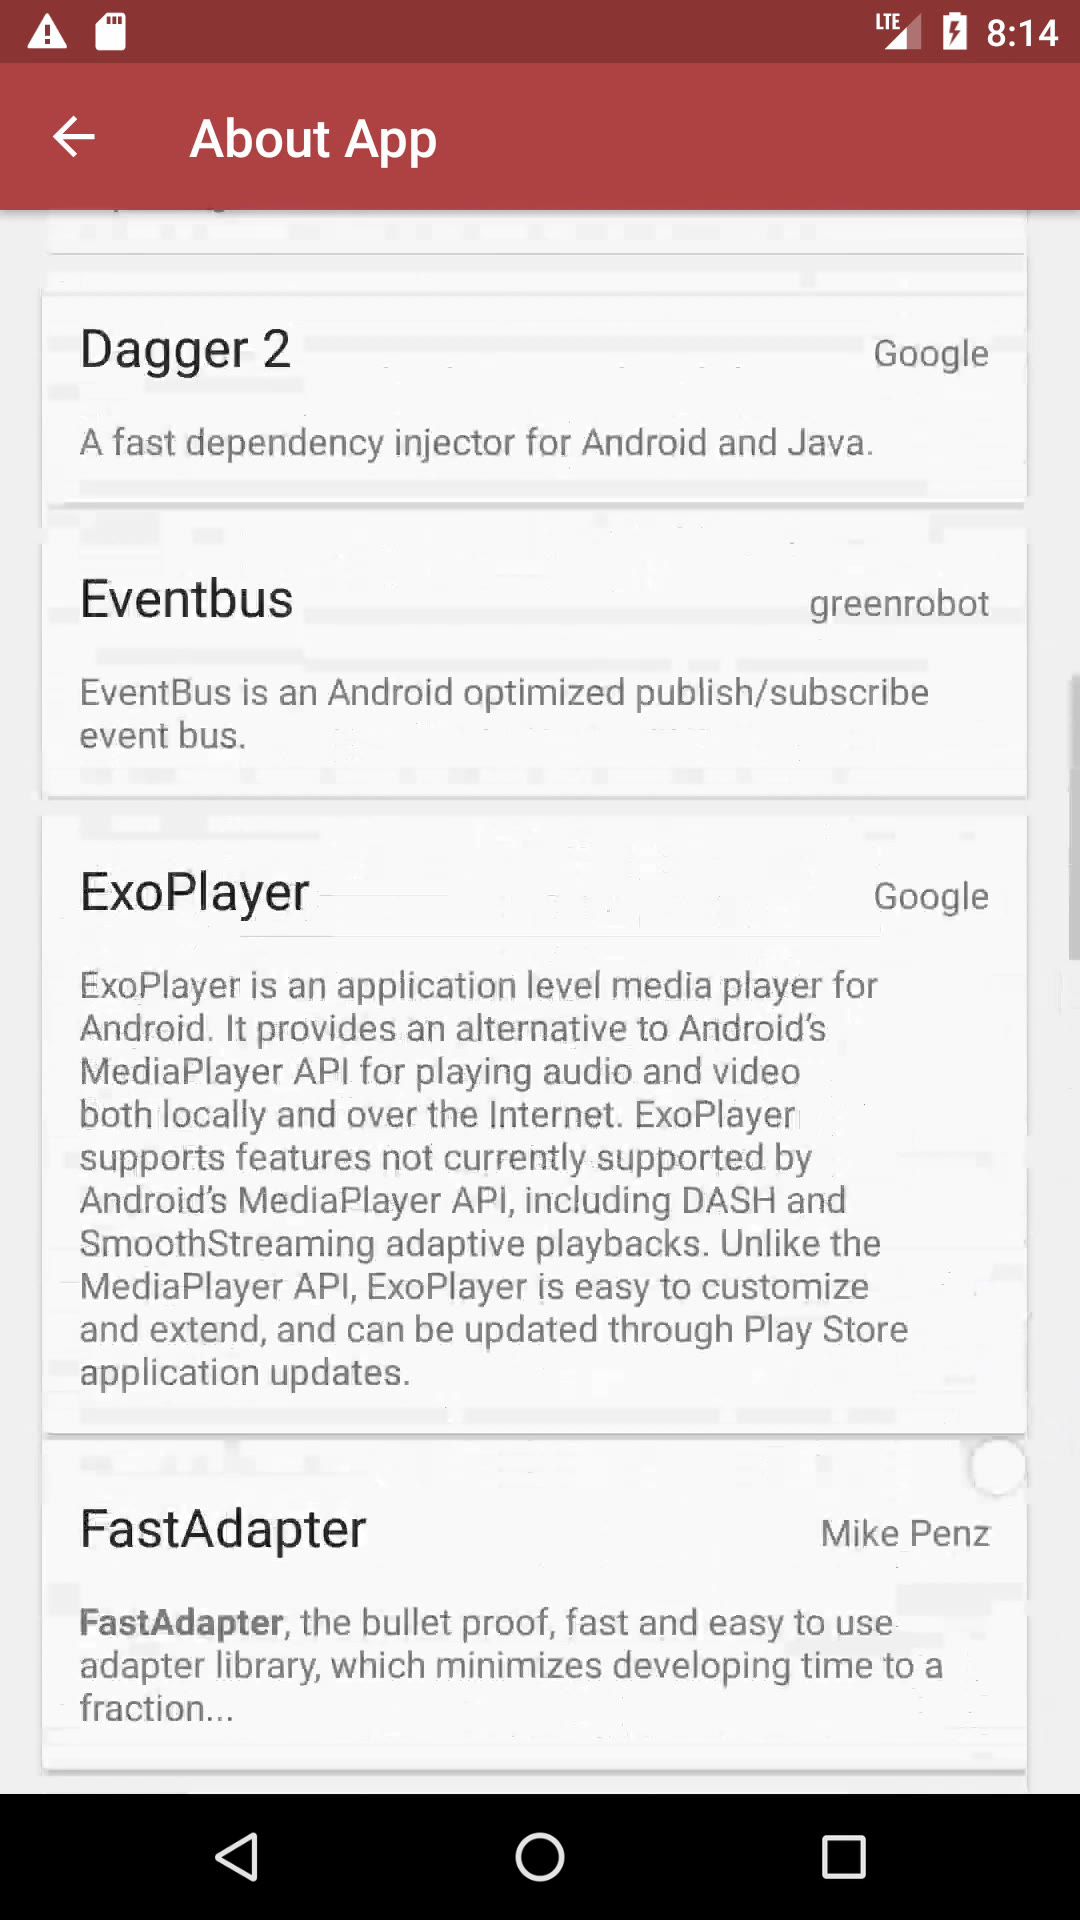 LTE 8:14
About App
Dagger 2 Google
A fast dependency injector for Android and Java.
Eventbus greenrobot
EventBus is an Android optimized publish/subscribe
event bus.
ExoPlayer Google
ExoPlayer is an application level media player for
Android. It provides an alternative to Android’s
MediaPlayer API for playing audio and video
both locally and over the Internet. ExoPlayer
supports features not currently supported by
Android’s MediaPlayer API, including DASH and
SmoothStreaming adaptive playbacks. Unlike the
MediaPlayer API, ExoPlayer is easy to customize
and extend, and can be updated through Play Store
application updates.
FastAdapter Mike Penz
FastAdapter, the bullet proof, fast and easy to use
adapter library, which minimizes developing time to a
fraction...